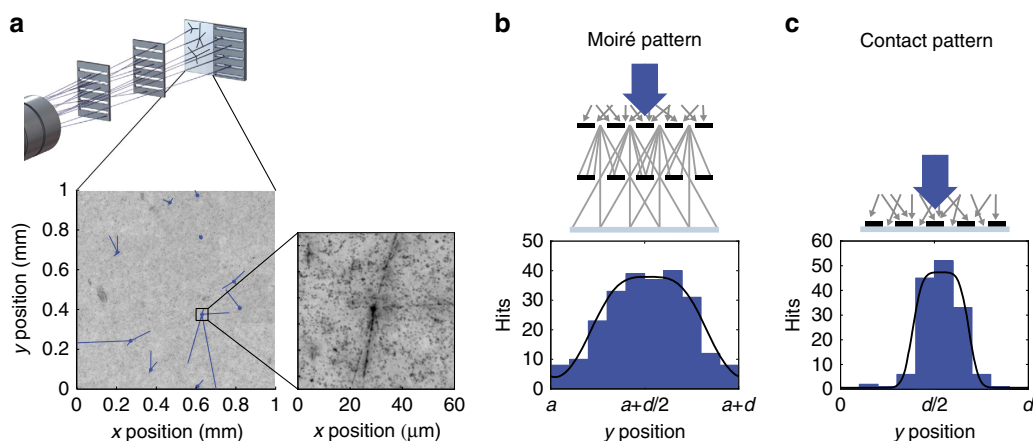 a
y position (mm)
1
0.8
0.6
0.4
0.2
0
0 0.2 0.4 0.6 0.8 1
x position (mm)
0 20 40 60
x position (μm)
b
Moiré pattern
Hits
50
40
30
20
10
0
a a+d/2 a+d
y position
c
Contact pattern
Hits
60
50
40
30
20
10
0
0 d/2 d
y position